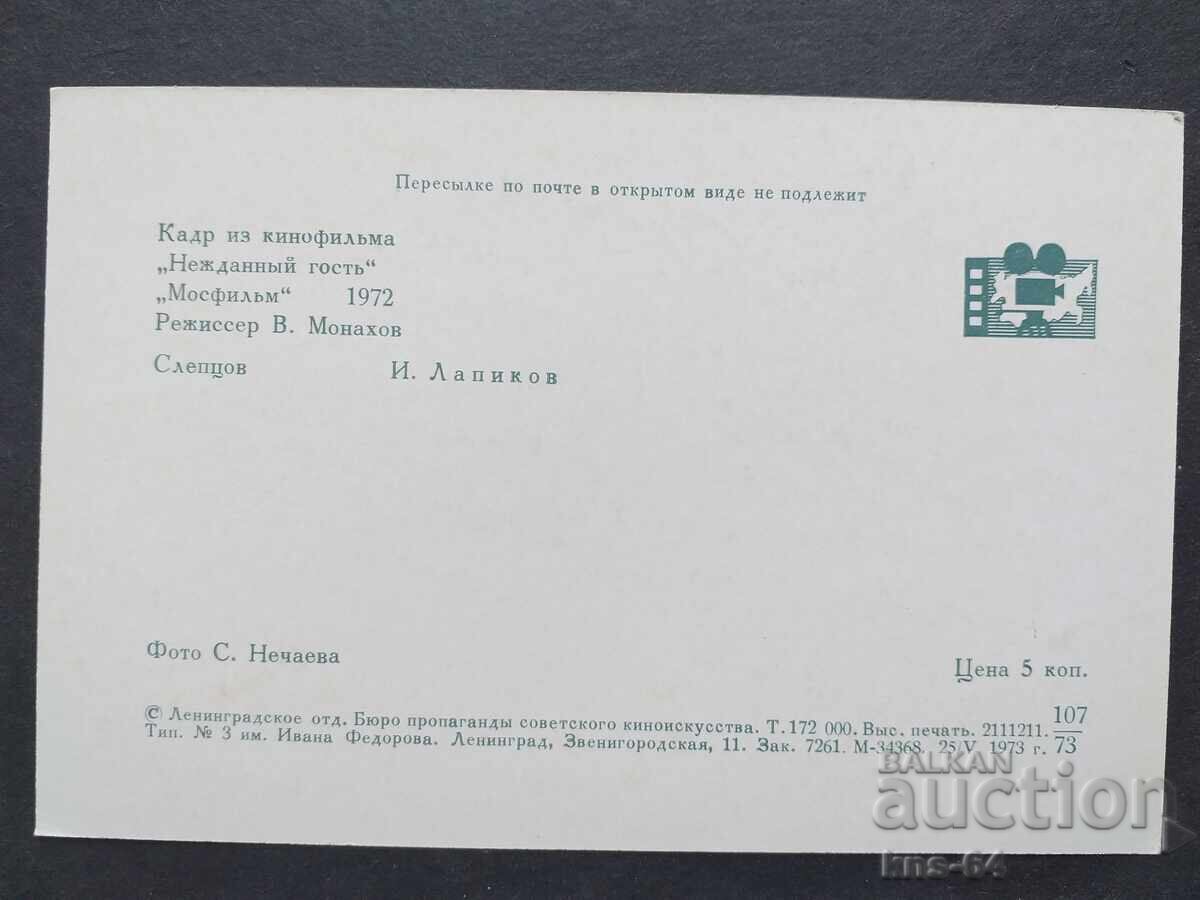 Пересылке по почте в открытом виде не подлежит
Кадр из кинофильма
„Нежданный гость“
„Мосфильм“ 1972
Режиссер В. Монахов
Слепцов И. Лапиков
Фото С. Нечаева
Цена 5 коп.
© Ленинградское отд. Бюро пропаганды советского киноискусства. Т. 172 000. Выс. печать. 2111211. 107
Тип. № 3 им. Ивана Федорова. Ленинград, Звенигородская, 11. Зак. 7261. М-34368. 25/V 1973 г. 73
BALKAN
auction
kns-64